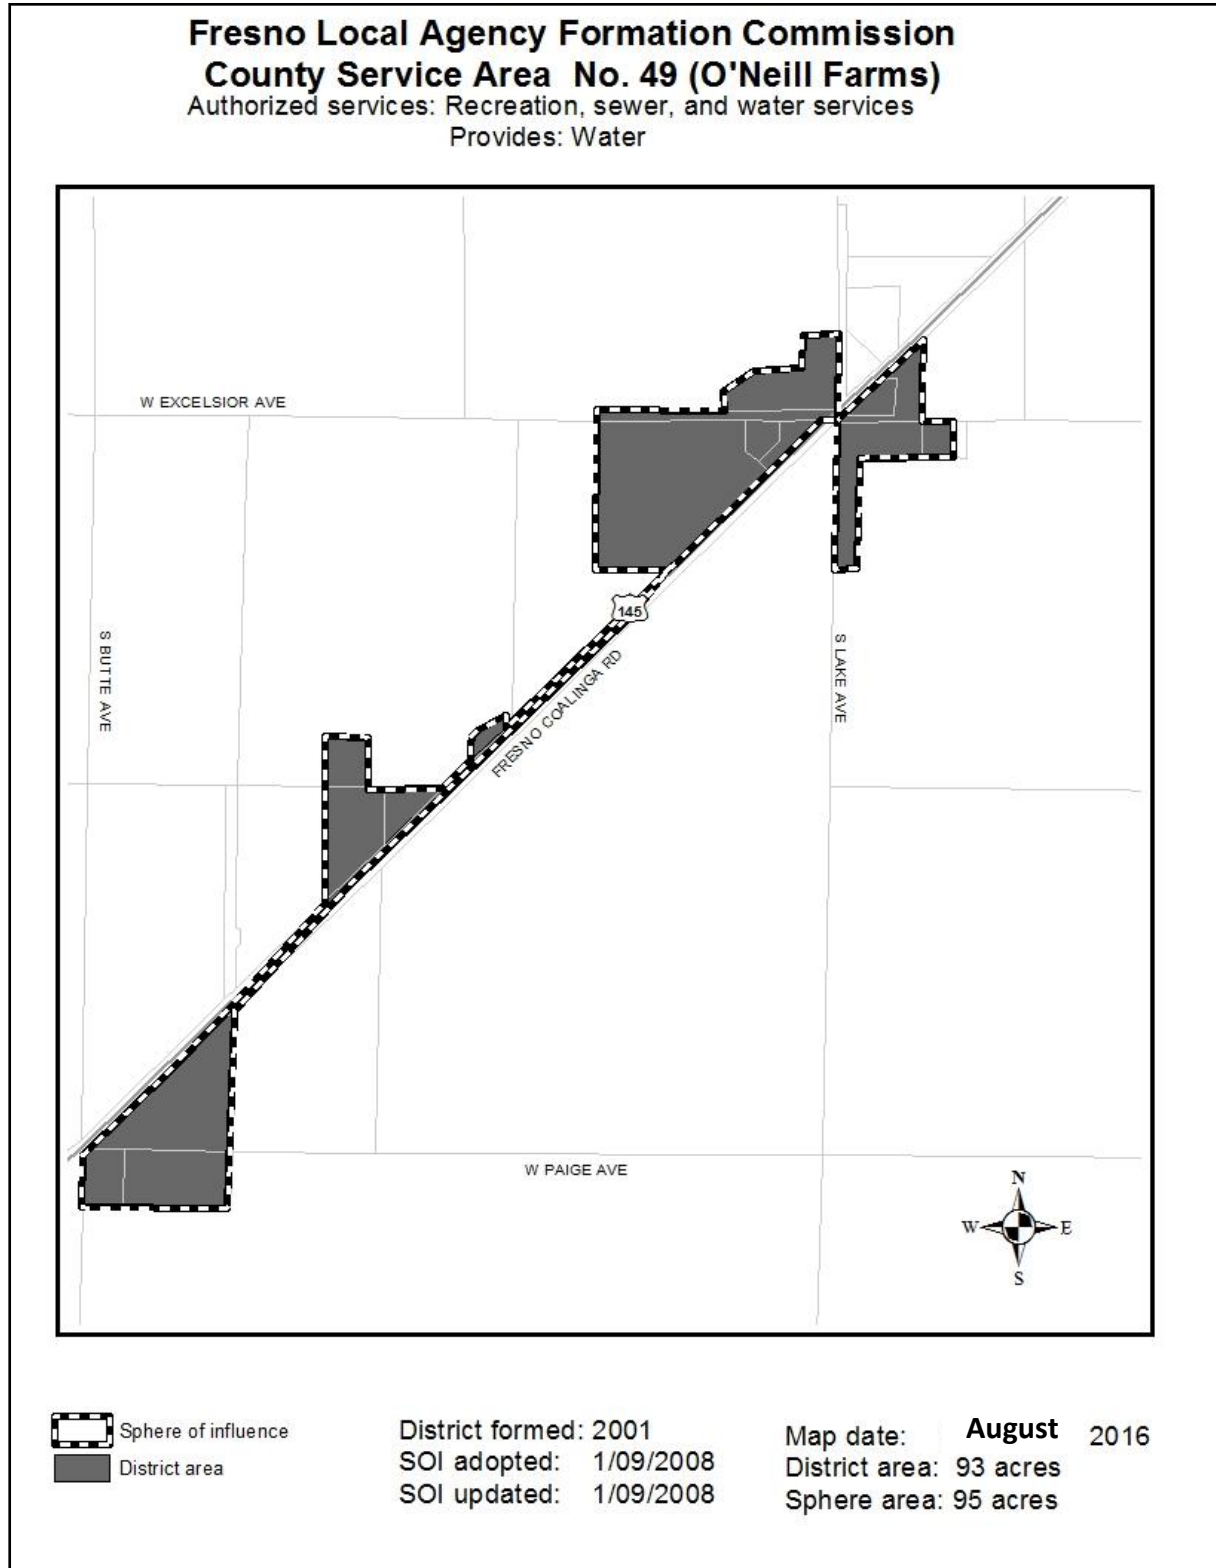 Fresno Local Agency Formation Commission
County Service Area No. 49 (O'Neill Farms)
Authorized services: Recreation, sewer, and water services
Provides: Water
W EXCELSIOR AVE
145
S BUTTE AVE
S LAKE AVE
FRESNO COALINGA RD
W PAIGE AVE
N
W E
S
Sphere of influence
District area
District formed: 2001
SOI adopted: 1/09/2008
SOI updated: 1/09/2008
Map date: August 2016
District area: 93 acres
Sphere area: 95 acres